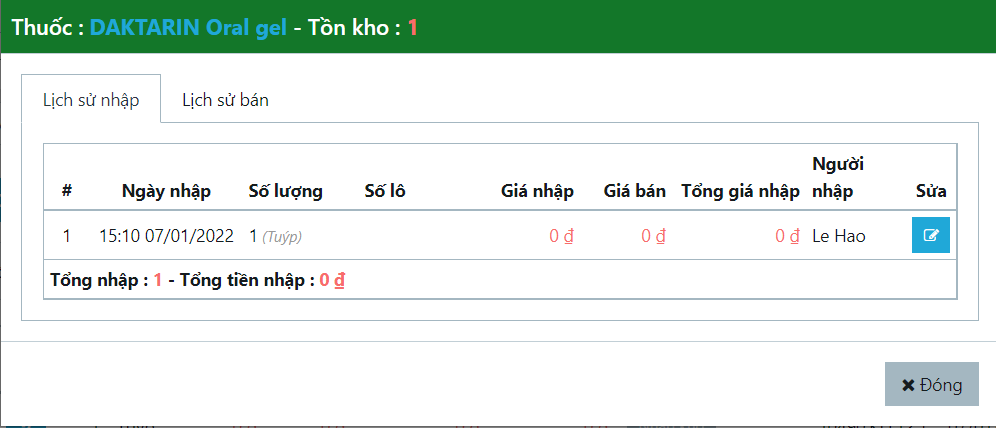 Thuốc : DAKTARIN Oral gel - Tồn kho : 1
Lịch sử nhập Lịch sử bán
# Ngày nhập Số lượng Số lô Giá nhập Giá bán Tổng giá nhập Người nhập Sửa
1 15:10 07/01/2022 1 (Tuýp) 0 ₫ 0 ₫ 0 ₫ Le Hao
Tổng nhập : 1 - Tổng tiền nhập : 0 ₫
✖ Đóng